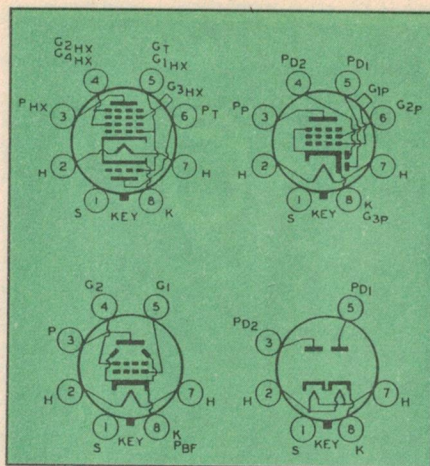 G2HX
G4HX
4
GT
G1HX
5
G3HX
PHX
3
6
PT
H
2
7
H
S
1
KEY
8
K
PD2
4
PD1
5
G1P
G2P
PP
3
6
H
2
7
H
S
1
KEY
8
K
G3P
G2
4
G1
5
P
3
H
2
7
H
S
1
KEY
8
K
PBF
PD1
5
PD2
3
H
2
7
H
S
1
KEY
8
K